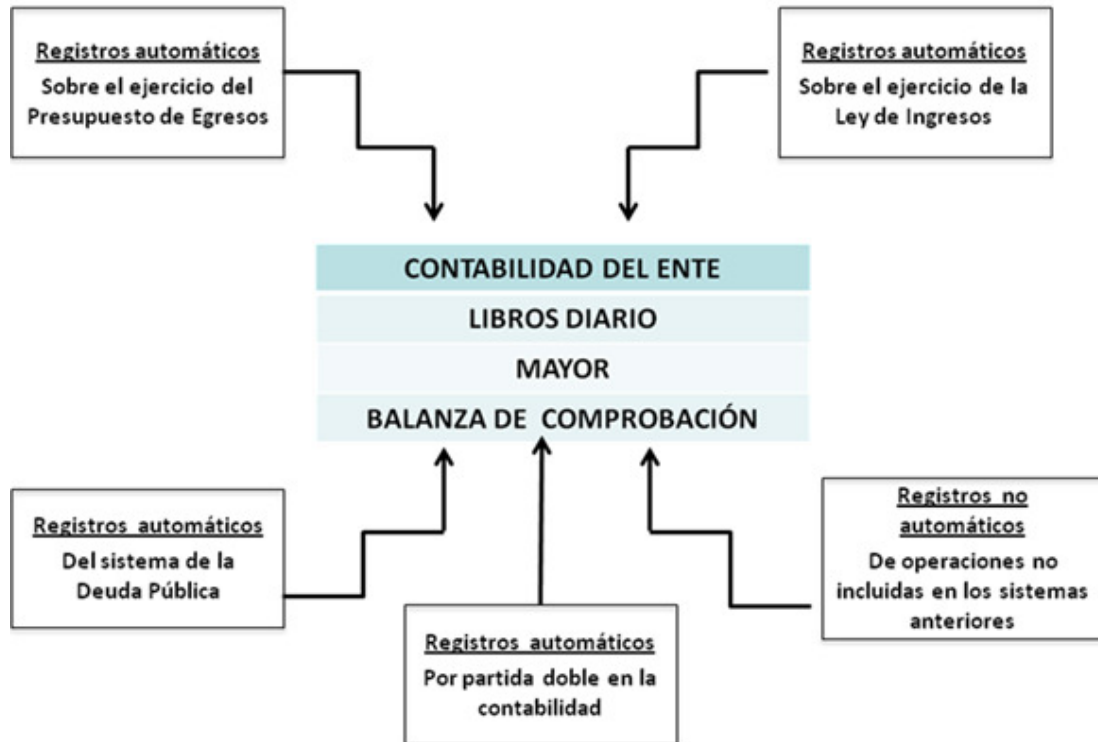 Registros automáticos
Sobre el ejercicio del
Presupuesto de Egresos
Registros automáticos
Sobre el ejercicio de la
Ley de Ingresos
CONTABILIDAD DEL ENTE
LIBROS DIARIO
MAYOR
BALANZA DE COMPROBACIÓN
Registros automáticos
Del sistema de la
Deuda Pública
Registros automáticos
Por partida doble en la
contabilidad
Registros no
automáticos
De operaciones no
incluidas en los sistemas
anteriores